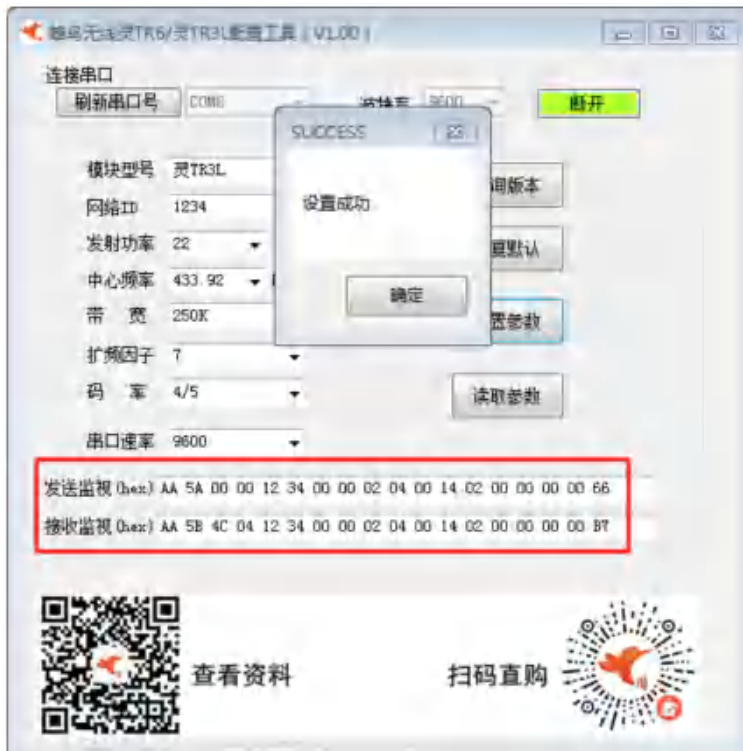 蜂鸟无线灵TR6/灵TR3L配置工具(V1.00)
连接串口
刷新串口号 COM6 波特率 9600 断开
SUCCESS
设置成功
确定
模块型号 灵TR3L 询版本
网络ID 1234
发射功率 22 复默认
中心频率 433.92
带 宽 250K 置参数
扩频因子 7
码 率 4/5 读取参数
串口速率 9600
发送监视(hex) AA 5A 00 00 12 34 00 00 02 04 00 14 02 00 00 00 00 66
接收监视(hex) AA 5B 4C 04 12 34 00 00 02 04 00 14 02 00 00 00 00 B7
查看资料
扫码直购